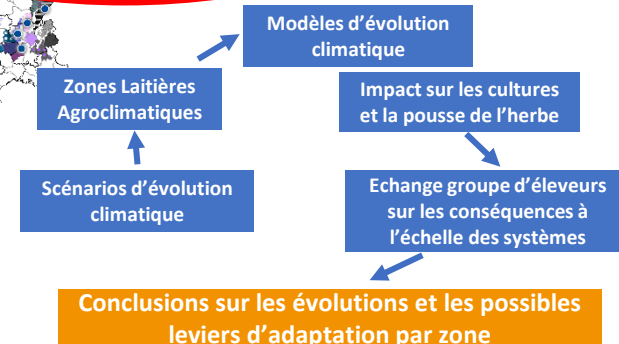 Modèles d'évolution
climatique
Zones Laitières
Agroclimatiques
Impact sur les cultures
et la pousse de l'herbe
Scénarios d'évolution
climatique
Echange groupe d'éleveurs
sur les conséquences à
l'échelle des systèmes
Conclusions sur les évolutions et les possibles
leviers d'adaptation par zone